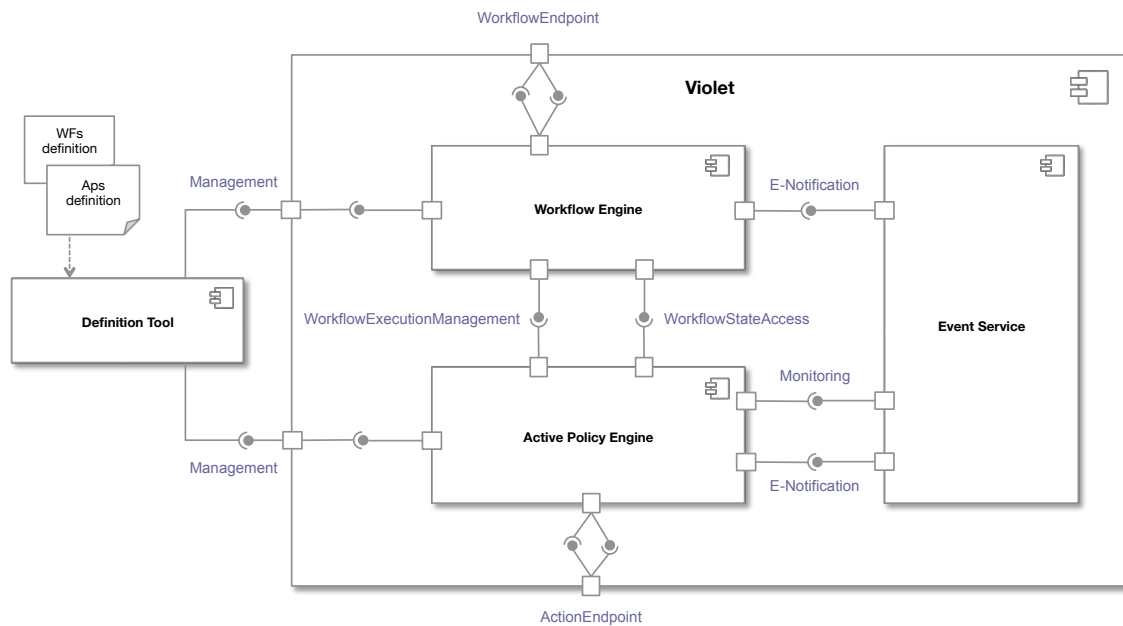 WorkflowEndpoint
Violet
WFs
definition
Aps
definition
Management
E-Notification
Workflow Engine
Definition Tool
WorkflowExecutionManagement
WorkflowStateAccess
Event Service
Monitoring
Active Policy Engine
Management
E-Notification
ActionEndpoint